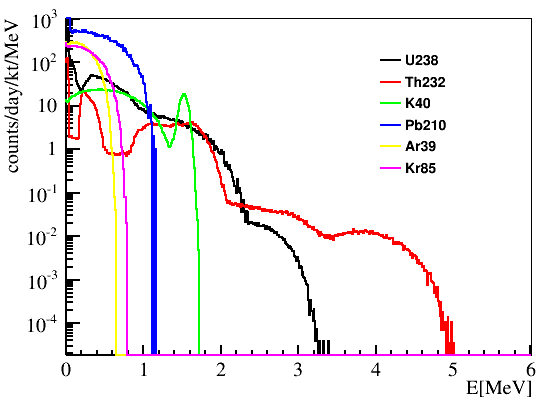 counts/day/kt/MeV
10³
10²
10
1
10⁻¹
10⁻²
10⁻³
10⁻⁴
U238
Th232
K40
Pb210
Ar39
Kr85
0 1 2 3 4 5 6
E[MeV]